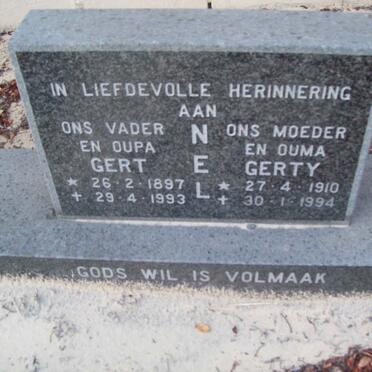 IN LIEFDEVOLLE HERINNERING
AAN
ONS VADER
EN OUPA
GERT
* 26·2·1897
+ 29·4·1993
NEL
ONS MOEDER
EN OUMA
GERTY
* 27·4·1910
+ 30·1·1994
GODS WIL IS VOLMAAK